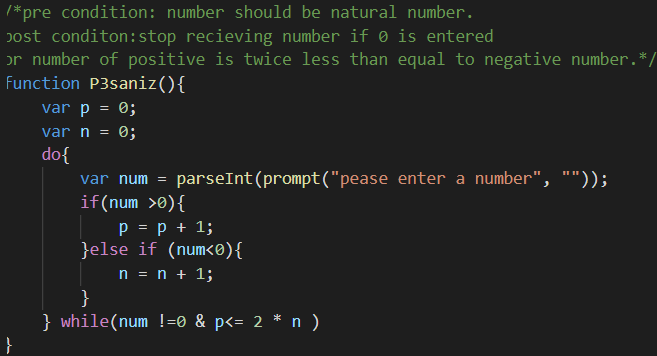 /*pre condition: number should be natural number.
post conditon:stop recieving number if 0 is entered
or number of positive is twice less than equal to negative number.*/
function P3saniz(){
    var p = 0;
    var n = 0;
    do{
        var num = parseInt(prompt("pease enter a number", ""));
        if(num >0){
            p = p + 1;
        }else if (num<0){
            n = n + 1;
        }
    } while(num !=0 & p<= 2 * n )
}